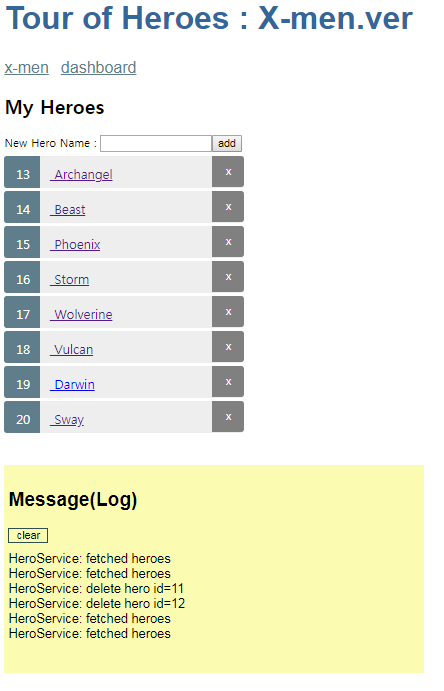 Tour of Heroes : X-men.ver
x-men dashboard
My Heroes
New Hero Name : add
13 Archangel x
14 Beast x
15 Phoenix x
16 Storm x
17 Wolverine x
18 Vulcan x
19 Darwin x
20 Sway x
Message(Log)
clear
HeroService: fetched heroes
HeroService: fetched heroes
HeroService: delete hero id=11
HeroService: delete hero id=12
HeroService: fetched heroes
HeroService: fetched heroes